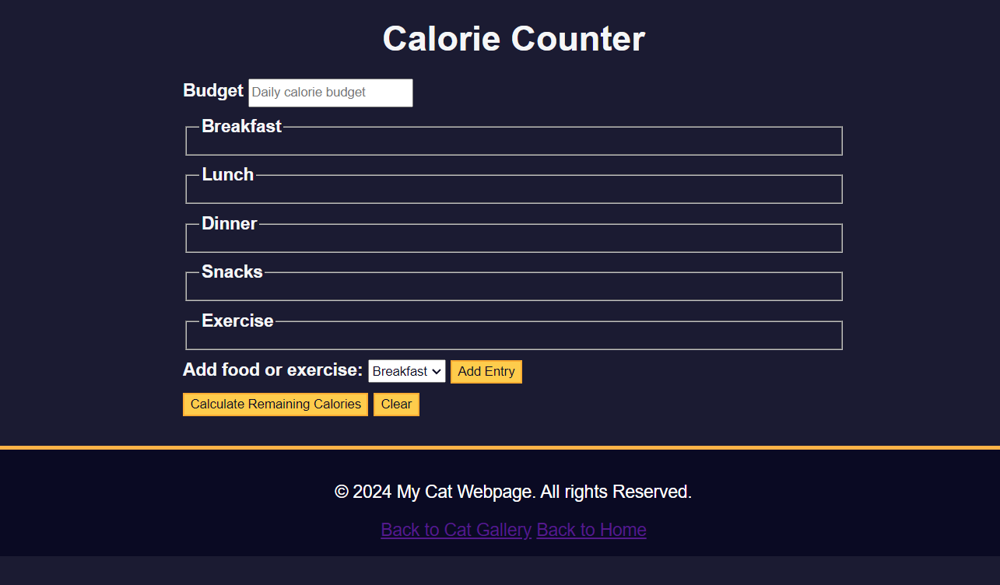 Calorie Counter
Budget Daily calorie budget
Breakfast
Lunch
Dinner
Snacks
Exercise
Add food or exercise: Breakfast Add Entry
Calculate Remaining Calories Clear
© 2024 My Cat Webpage. All rights Reserved.
Back to Cat Gallery Back to Home